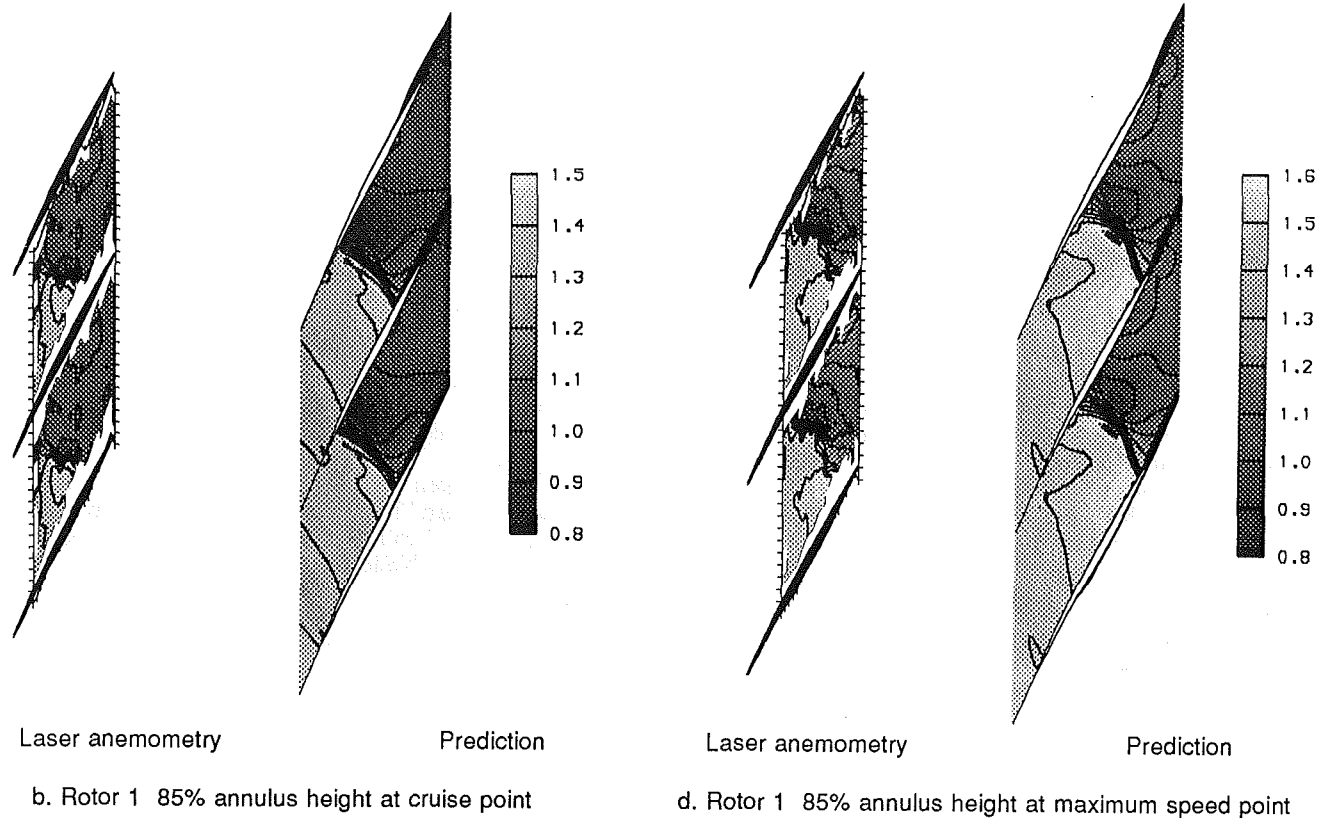 1.5
1.4
1.3
1.2
1.1
1.0
0.9
0.8
1.6
1.5
1.4
1.3
1.2
1.1
1.0
0.9
0.8
Laser anemometry
Prediction
Laser anemometry
Prediction
b. Rotor 1 85% annulus height at cruise point
d. Rotor 1 85% annulus height at maximum speed point